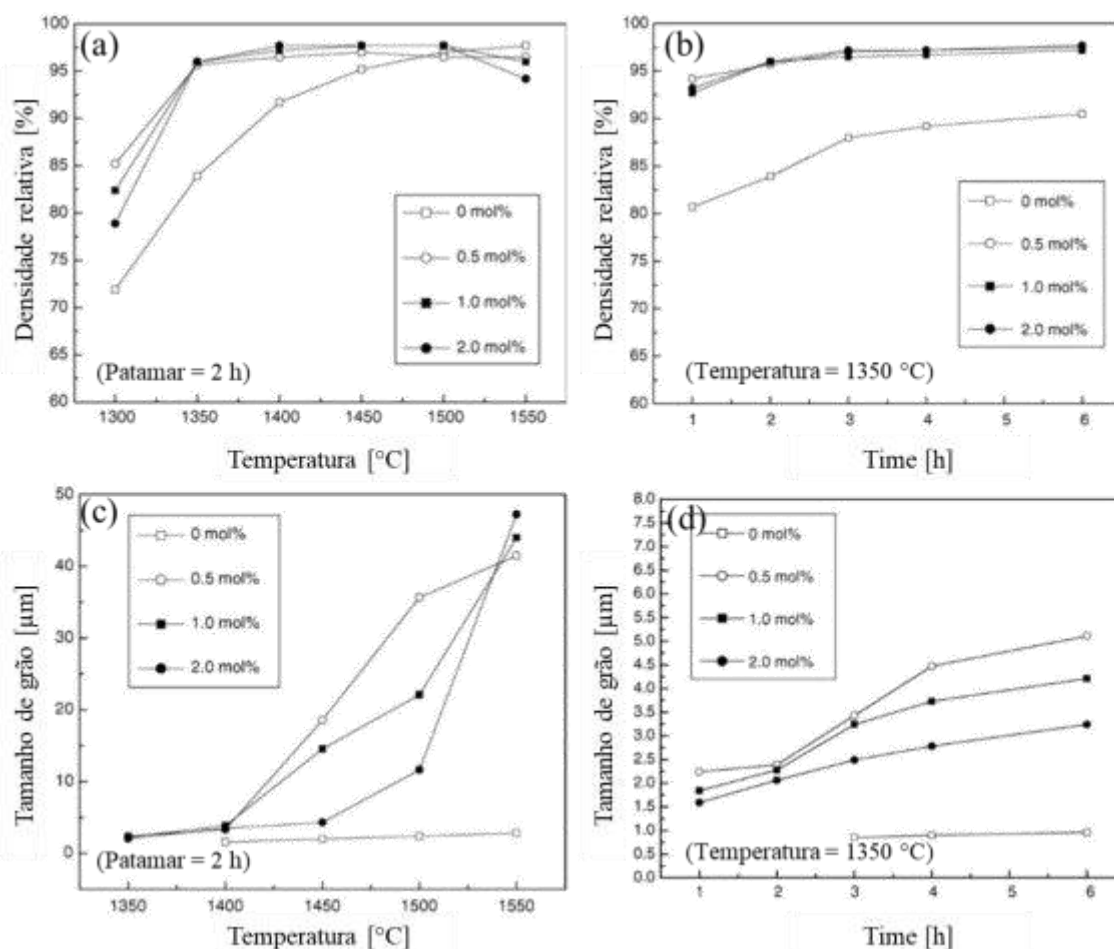 (a)
100
95
90
85
80
75
70
65
60
Densidade relativa [%]
0 mol%
0.5 mol%
1.0 mol%
2.0 mol%
(Patamar = 2 h)
1300 1350 1400 1450 1500 1550
Temperatura [°C]
(b)
100
95
90
85
80
75
70
65
60
Densidade relativa [%]
0 mol%
0.5 mol%
1.0 mol%
2.0 mol%
(Temperatura = 1350 °C)
1 2 3 4 5 6
Time [h]
(c)
50
40
30
20
10
0
Tamanho de grão [µm]
0 mol%
0.5 mol%
1.0 mol%
2.0 mol%
(Patamar = 2 h)
1350 1400 1450 1500 1550
Temperatura [°C]
(d)
8.0
7.5
7.0
6.5
6.0
5.5
5.0
4.5
4.0
3.5
3.0
2.5
2.0
1.5
1.0
0.5
0.0
Tamanho de grão [µm]
0 mol%
0.5 mol%
1.0 mol%
2.0 mol%
(Temperatura = 1350 °C)
1 2 3 4 5 6
Time [h]